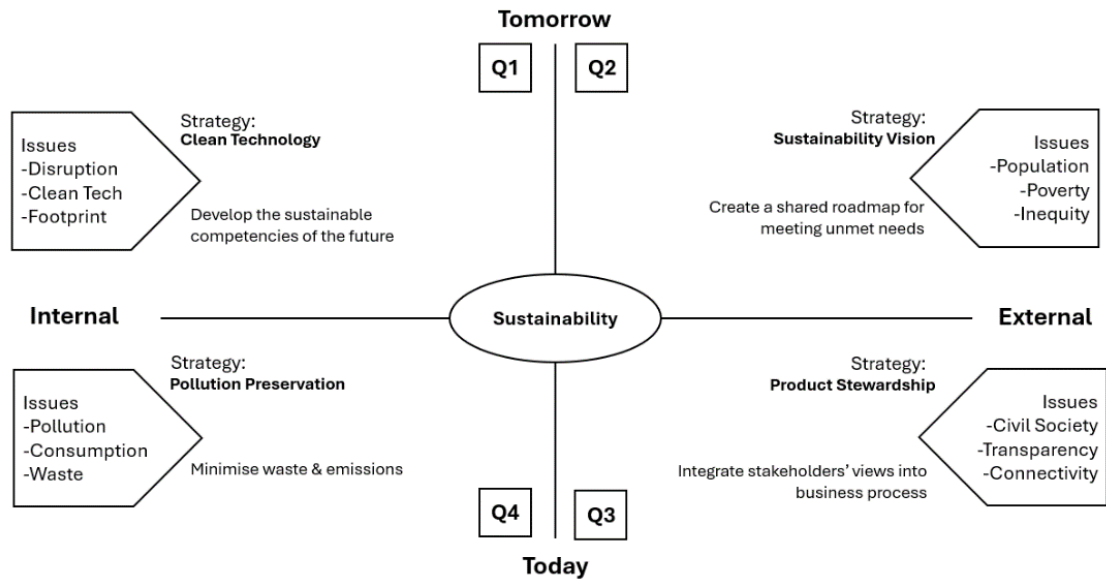 Tomorrow
Q1
Q2
Issues
-Disruption
-Clean Tech
-Footprint
Strategy:
Clean Technology
Develop the sustainable
competencies of the future
Strategy:
Sustainability Vision
Create a shared roadmap for
meeting unmet needs
Issues
-Population
-Poverty
-Inequity
Internal
Sustainability
External
Issues
-Pollution
-Consumption
-Waste
Strategy:
Pollution Preservation
Minimise waste & emissions
Strategy:
Product Stewardship
Integrate stakeholders’ views into
business process
Issues
-Civil Society
-Transparency
-Connectivity
Q4
Q3
Today